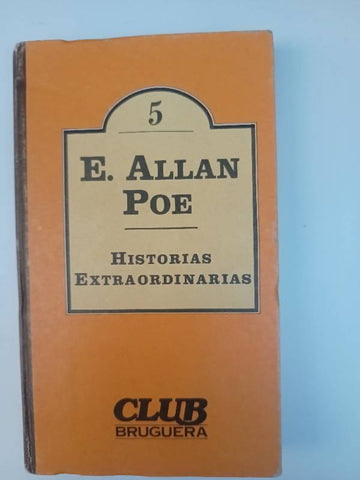 5
E. ALLAN
POE
HISTORIAS
EXTRAORDINARIAS
CLUB
BRUGUERA